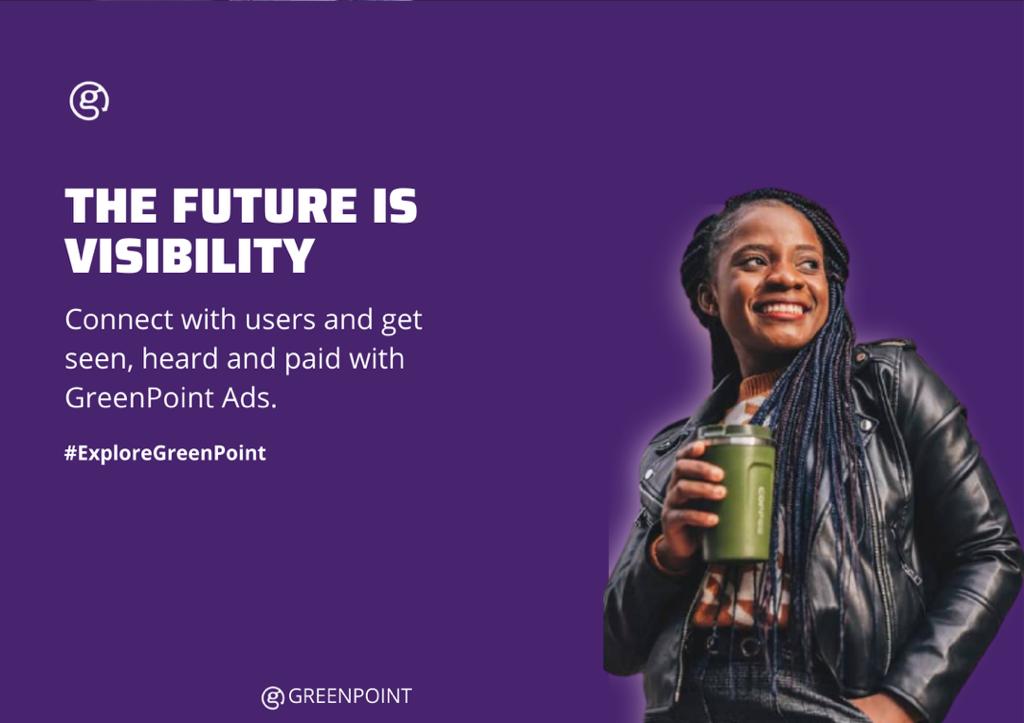 g
THE FUTURE IS
VISIBILITY
Connect with users and get
seen, heard and paid with
GreenPoint Ads.
#ExploreGreenPoint
g GREENPOINT